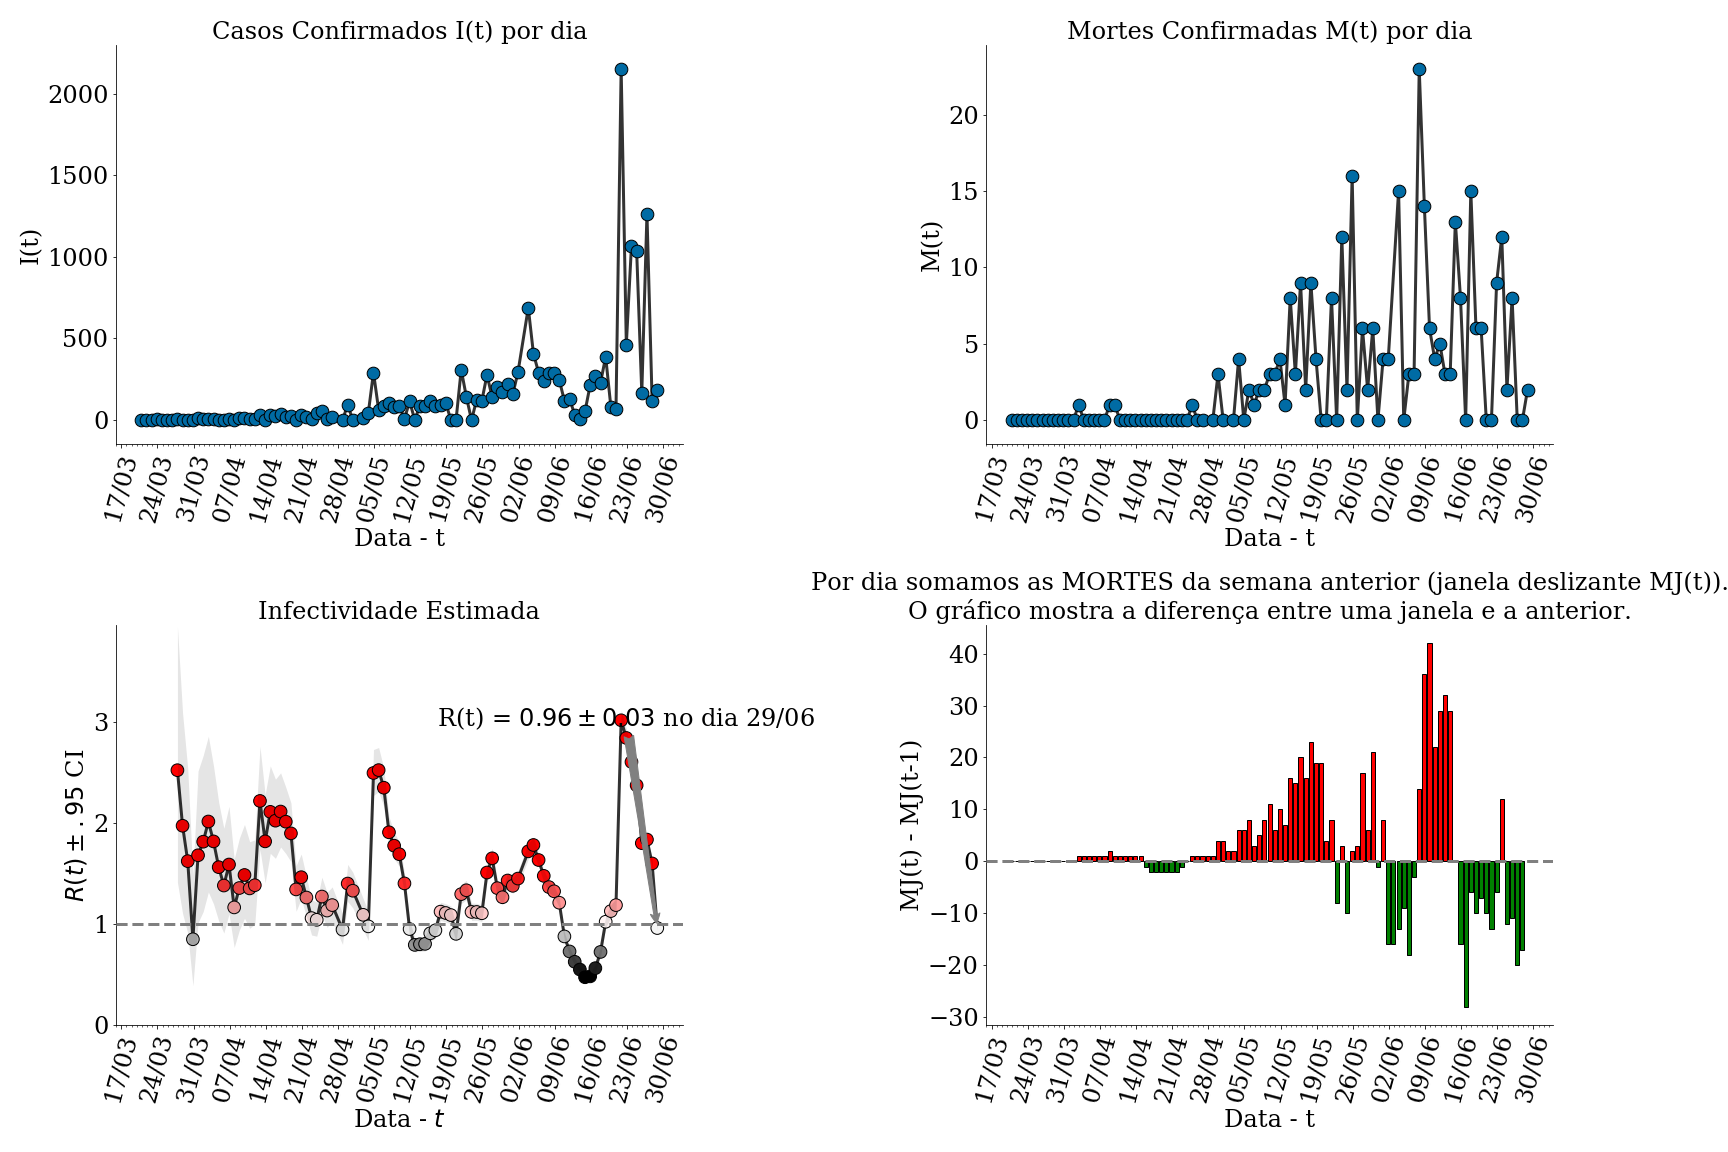 Casos Confirmados I(t) por dia
I(t)
2000
1500
1000
500
0
17/03 24/03 31/03 07/04 14/04 21/04 28/04 05/05 12/05 19/05 26/05 02/06 09/06 16/06 23/06 30/06
Data - t
Mortes Confirmadas M(t) por dia
M(t)
20
15
10
5
0
17/03 24/03 31/03 07/04 14/04 21/04 28/04 05/05 12/05 19/05 26/05 02/06 09/06 16/06 23/06 30/06
Data - t
Infectividade Estimada
R(t) ± .95 CI
3
2
1
0
R(t) = 0.96 ± 0.03 no dia 29/06
17/03 24/03 31/03 07/04 14/04 21/04 28/04 05/05 12/05 19/05 26/05 02/06 09/06 16/06 23/06 30/06
Data - t
Por dia somamos as MORTES da semana anterior (janela deslizante MJ(t)).
O gráfico mostra a diferença entre uma janela e a anterior.
MJ(t) - MJ(t-1)
40
30
20
10
0
−10
−20
−30
17/03 24/03 31/03 07/04 14/04 21/04 28/04 05/05 12/05 19/05 26/05 02/06 09/06 16/06 23/06 30/06
Data - t